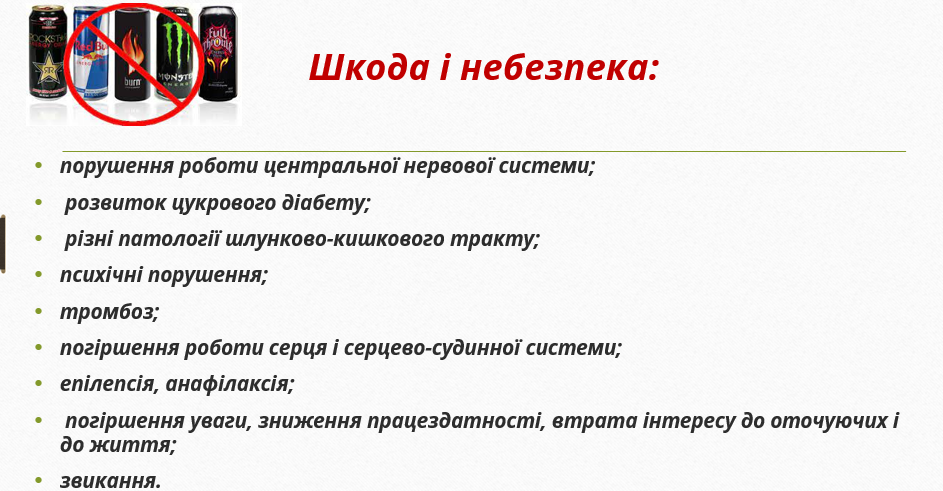 ROCKSTAR
Red Bull
burn
MONSTER
ENERGY
Full
Throttle
Шкода і небезпека:
• порушення роботи центральної нервової системи;
• розвиток цукрового діабету;
• різні патології шлунково-кишкового тракту;
• психічні порушення;
• тромбоз;
• погіршення роботи серця і серцево-судинної системи;
• епілепсія, анафілаксія;
• погіршення уваги, зниження працездатності, втрата інтересу до оточуючих і
до життя;
• звикання.